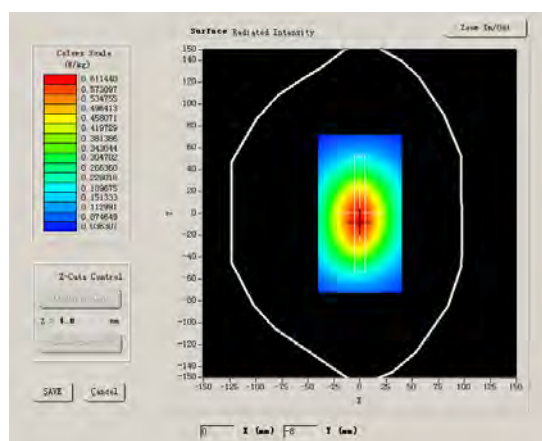 Surface Radiated Intensity
Zoom In/Out
Colors Scale
(W/kg)
0.611440
0.573097
0.534755
0.496413
0.458071
0.419729
0.381386
0.343044
0.304702
0.266360
0.228018
0.189675
0.151333
0.112991
0.074649
0.036307
Z-Cuts Control
Z = 4.0 mm
SAVE
Cancel
150
120
100
80
60
40
20
0
-20
-40
-60
-80
-100
-120
-140
-150
-150 -125 -100 -75 -50 -25 0 25 50 75 100 125 150
X
0 X (mm) -8 Y (mm)